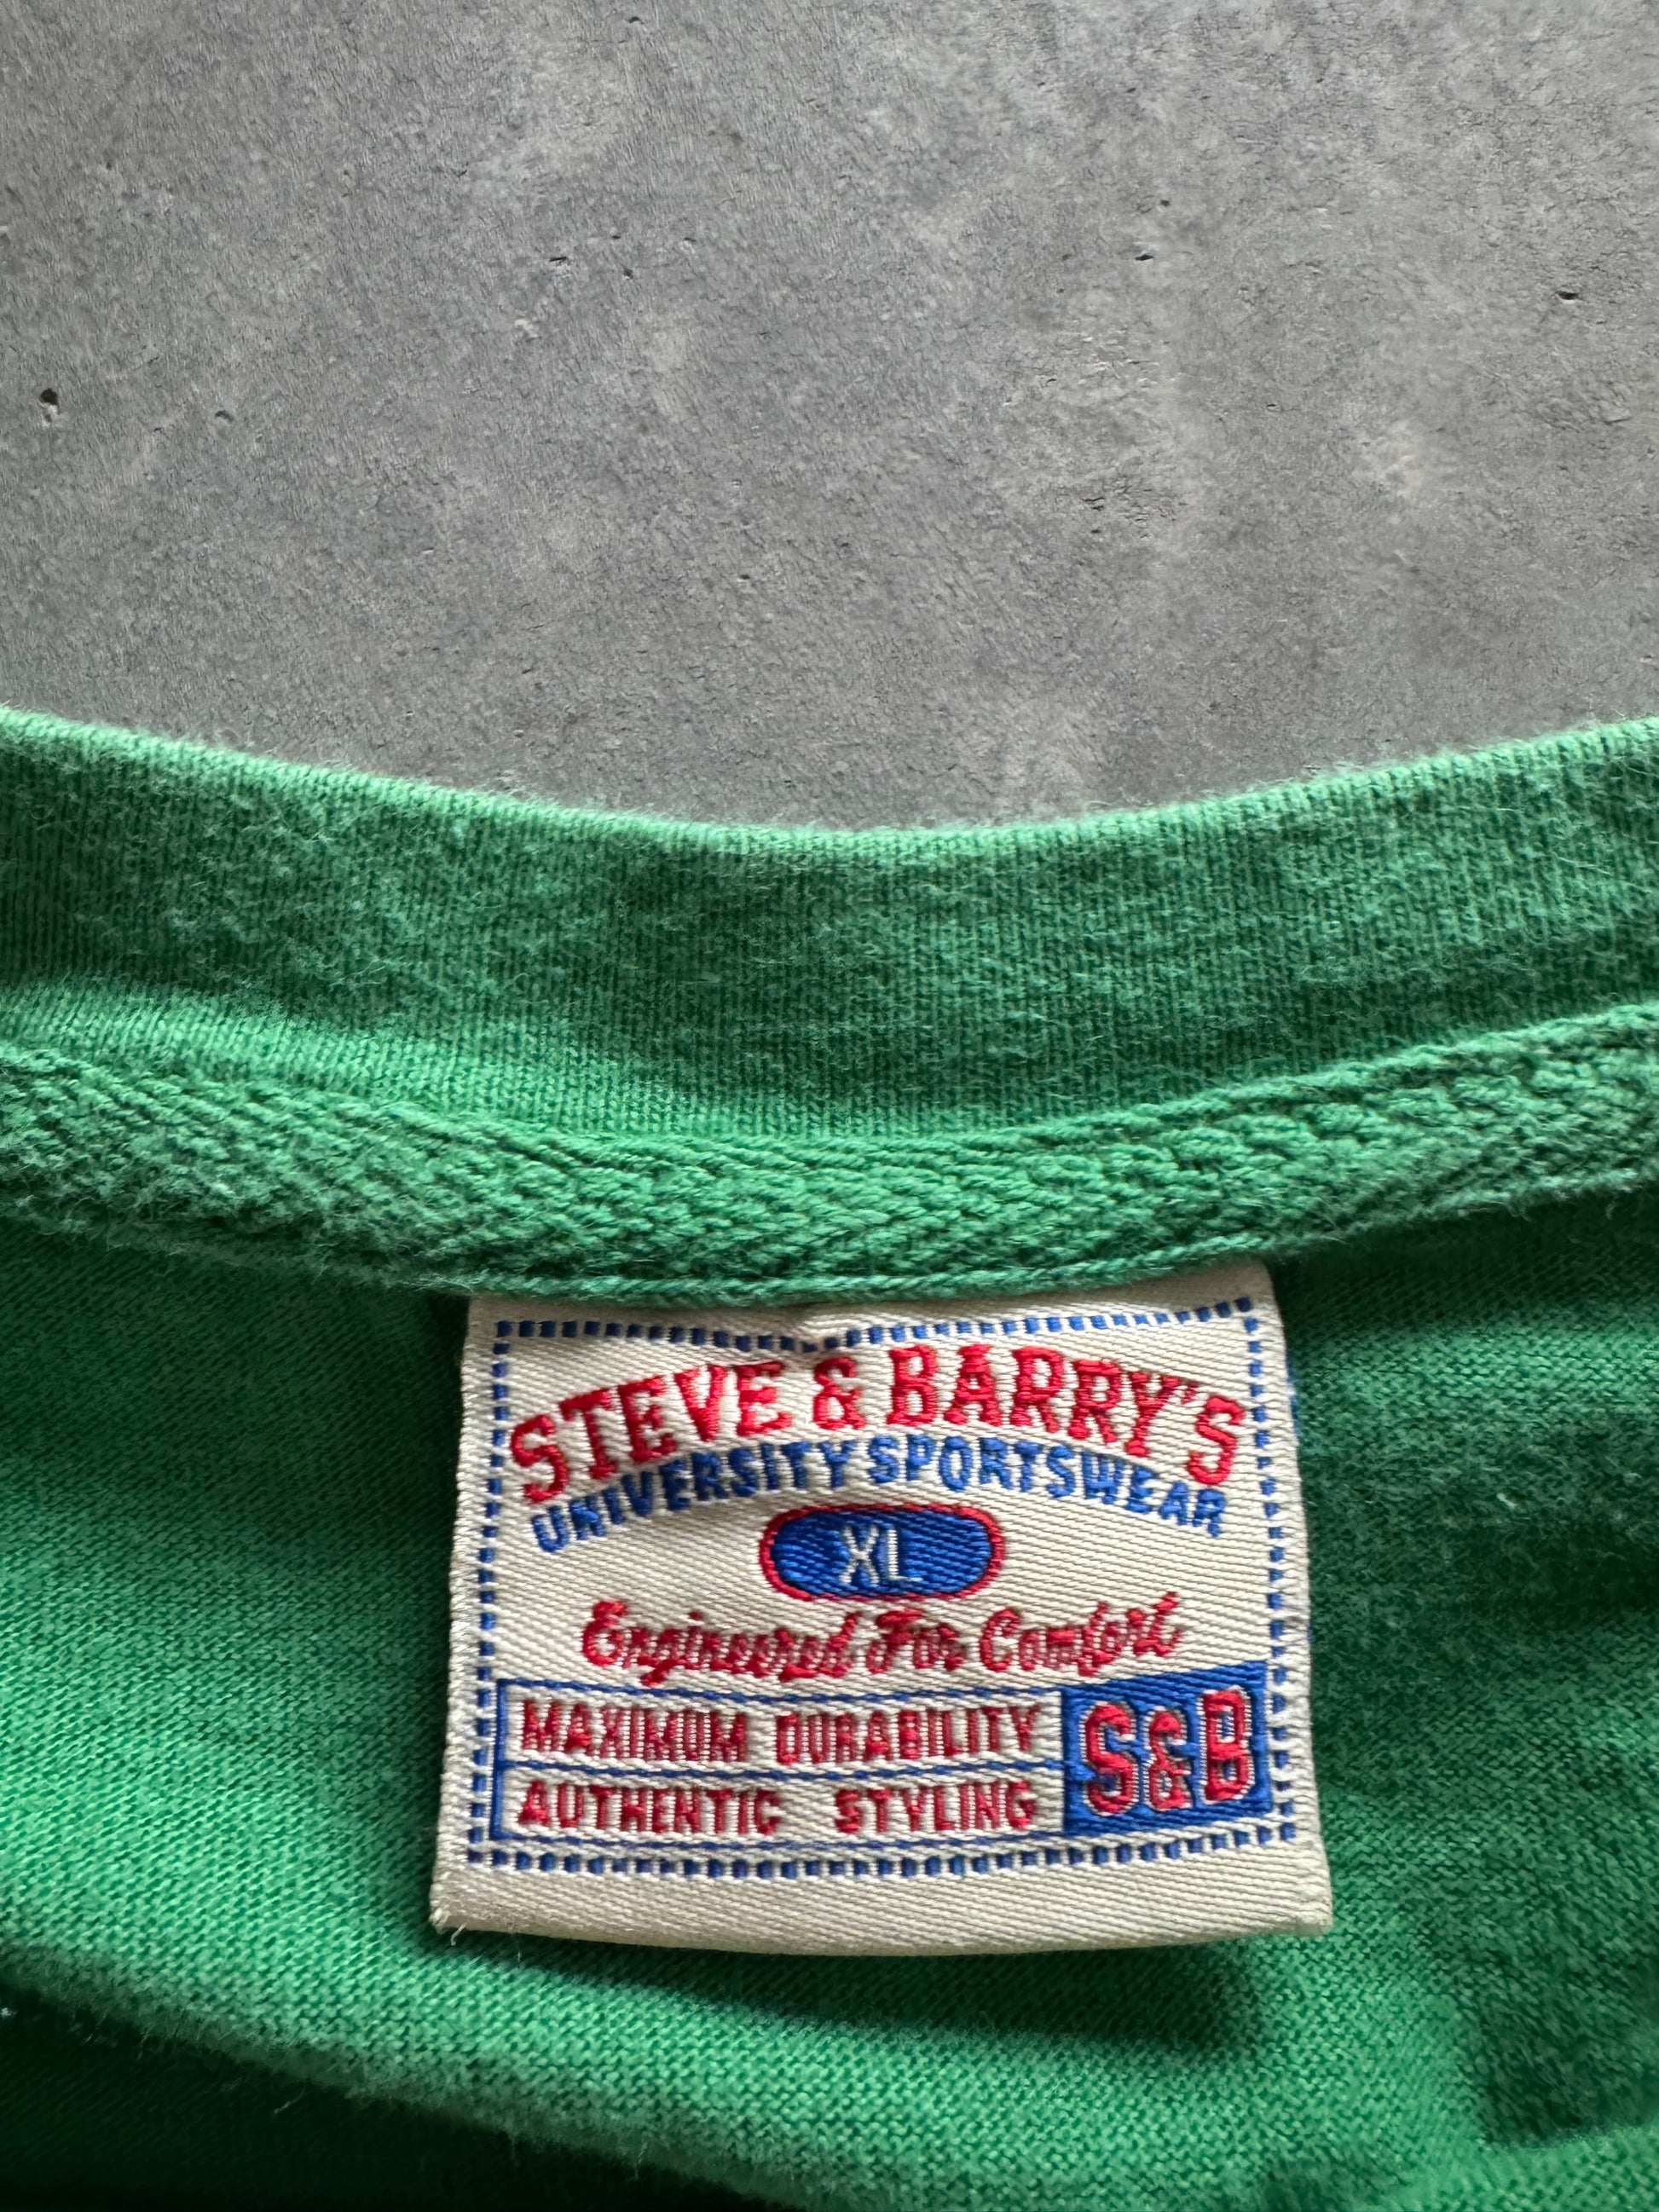 STEVE & BARRY'S
UNIVERSITY SPORTSWEAR
XL
Engineered For Comfort
MAXIMUM DURABILITY
AUTHENTIC STYLING
S&B